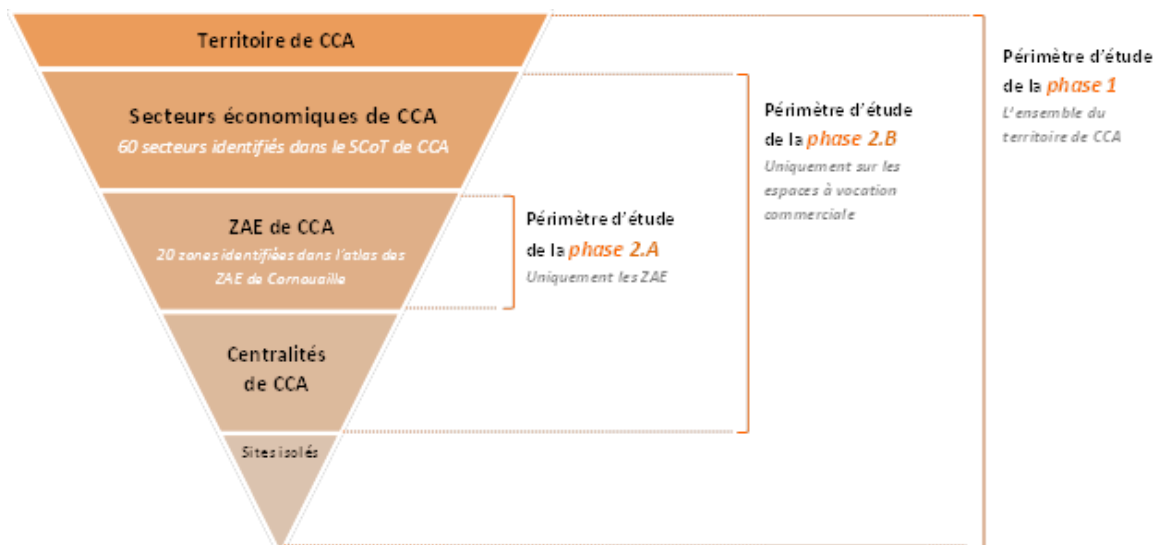 Territoire de CCA
Secteurs économiques de CCA
60 secteurs identifiés dans le SCoT de CCA
ZAE de CCA
20 zones identifiées dans l'atlas des
ZAE de Cornouaille
Centralités
de CCA
Sites isolés
Périmètre d'étude
de la phase 2.A
Uniquement les ZAE
Périmètre d'étude
de la phase 2.B
Uniquement sur les
espaces à vocation
commerciale
Périmètre d'étude
de la phase 1
L'ensemble du
territoire de CCA